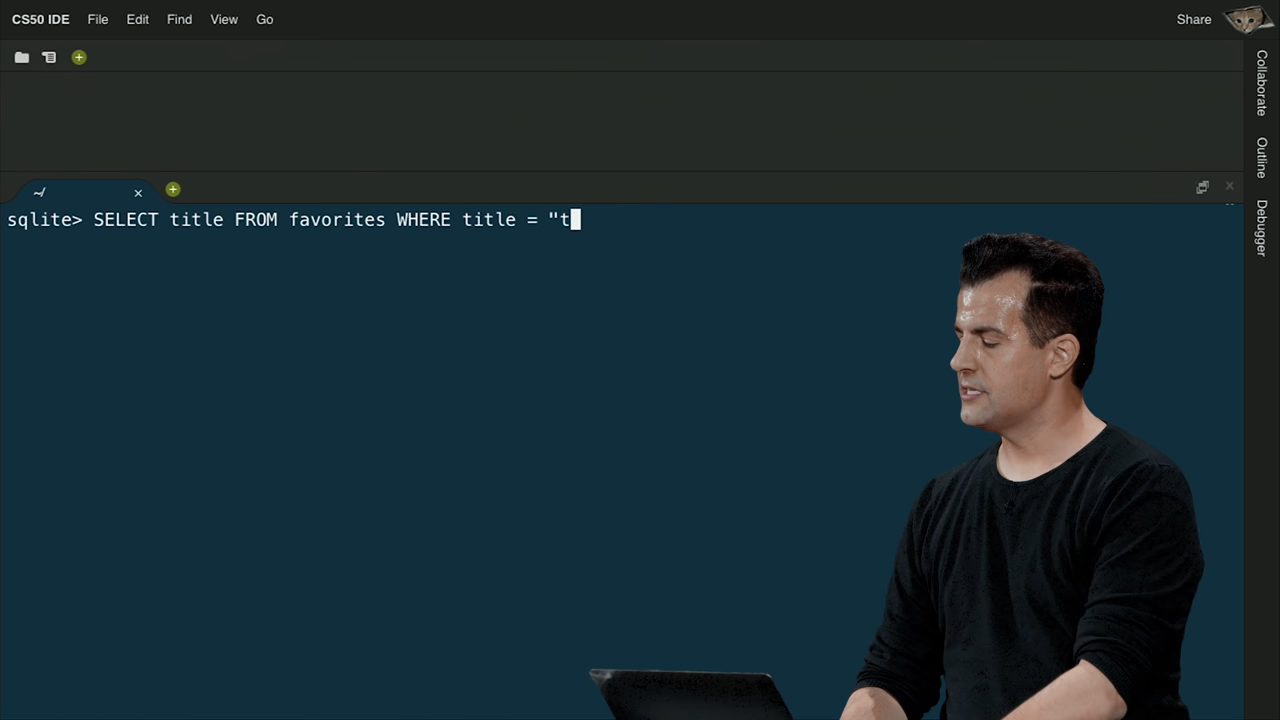 CS50 IDE File Edit Find View Go Share
Collaborate
Outline
Debugger
~/
sqlite> SELECT title FROM favorites WHERE title = "t